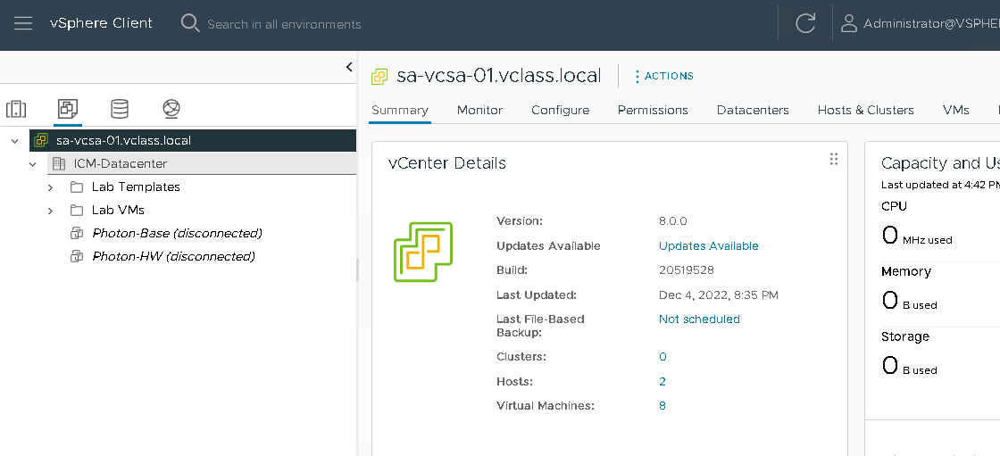 vSphere Client
Search in all environments
Administrator@VSPHE
sa-vcsa-01.vclass.local
ICM-Datacenter
Lab Templates
Lab VMs
Photon-Base (disconnected)
Photon-HW (disconnected)
sa-vcsa-01.vclass.local
ACTIONS
Summary Monitor Configure Permissions Datacenters Hosts & Clusters VMs
vCenter Details
Version: 8.0.0
Updates Available Updates Available
Build: 20519528
Last Updated: Dec 4, 2022, 8:35 PM
Last File-Based Not scheduled
Backup:
Clusters: 0
Hosts: 2
Virtual Machines: 8
Capacity and Us
Last updated at 4:42 PM
CPU
0 MHz used
Memory
0 B used
Storage
0 B used